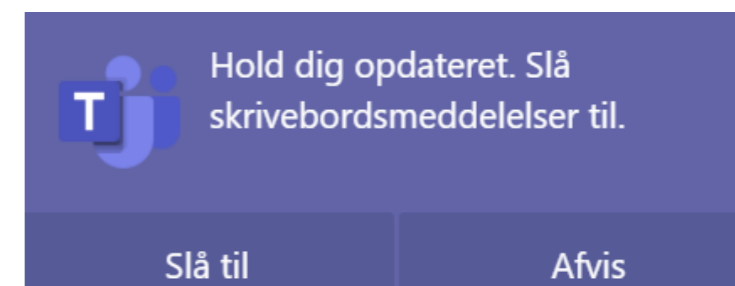 Hold dig opdateret. Slå
skrivebordsmeddelelser til.
T
Slå til
Afvis